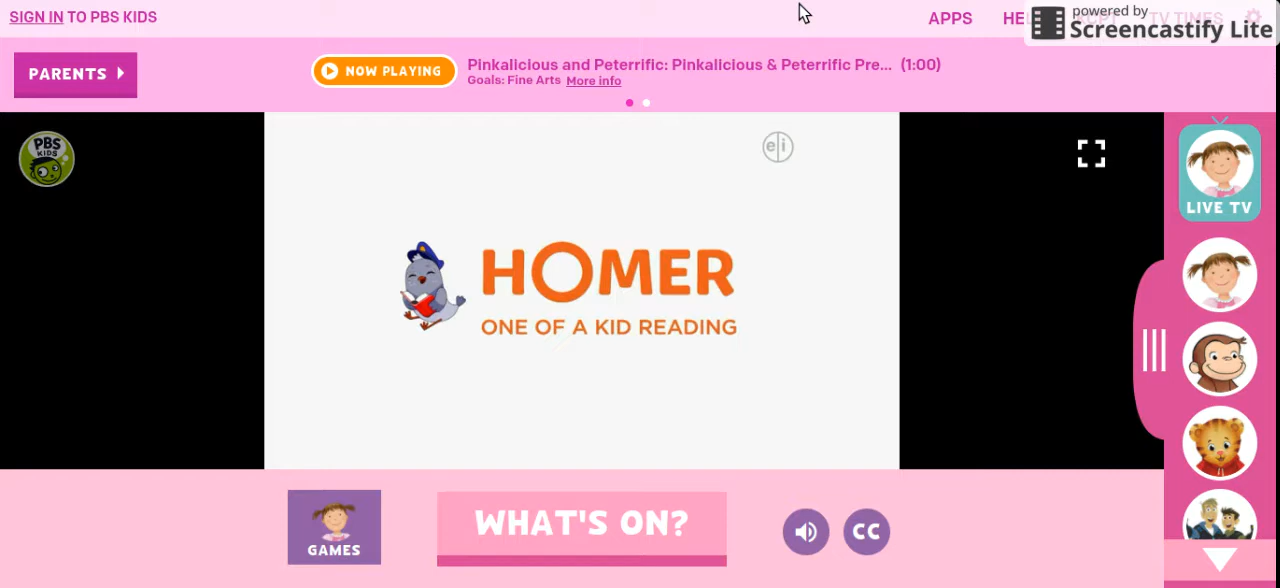 SIGN IN TO PBS KIDS
APPS
TV TIMES
powered by
Screencastify Lite
PARENTS
NOW PLAYING
Pinkalicious and Peterrific: Pinkalicious & Peterrific Pre... (1:00)
Goals: Fine Arts More info
PBS
KIDS
e i
LIVE TV
HOMER
ONE OF A KID READING
GAMES
WHAT'S ON?
CC